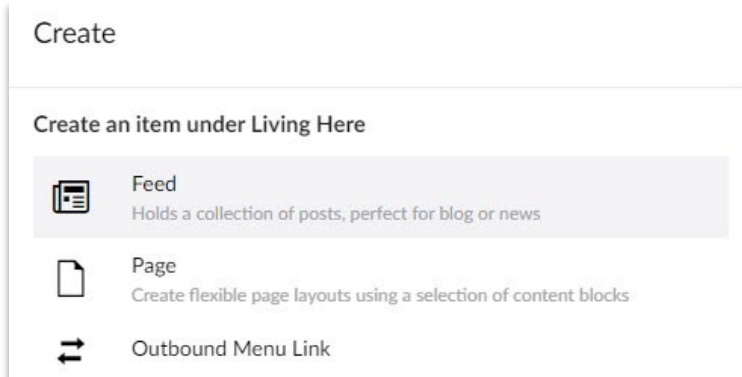 Create
Create an item under Living Here
Feed
Holds a collection of posts, perfect for blog or news
Page
Create flexible page layouts using a selection of content blocks
Outbound Menu Link